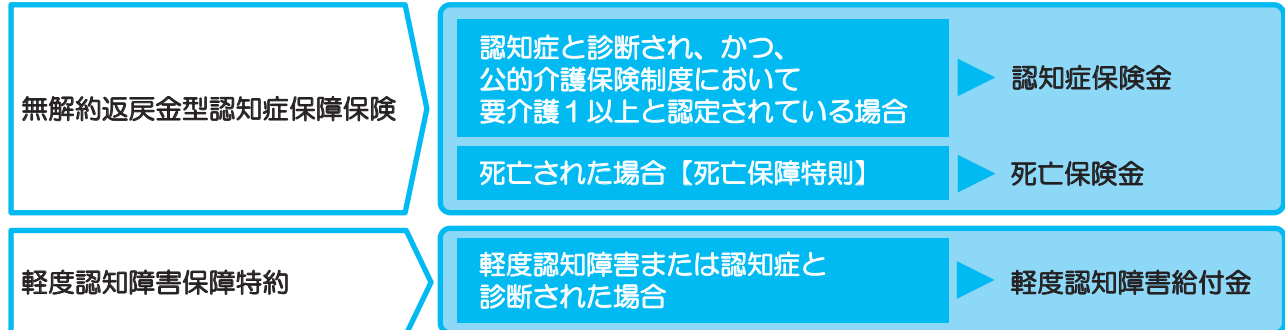 無解約返戻金型認知症保障保険
認知症と診断され、かつ、
公的介護保険制度において
要介護１以上と認定されている場合
認知症保険金
死亡された場合【死亡保障特則】
死亡保険金
軽度認知障害保障特約
軽度認知障害または認知症と
診断された場合
軽度認知障害給付金